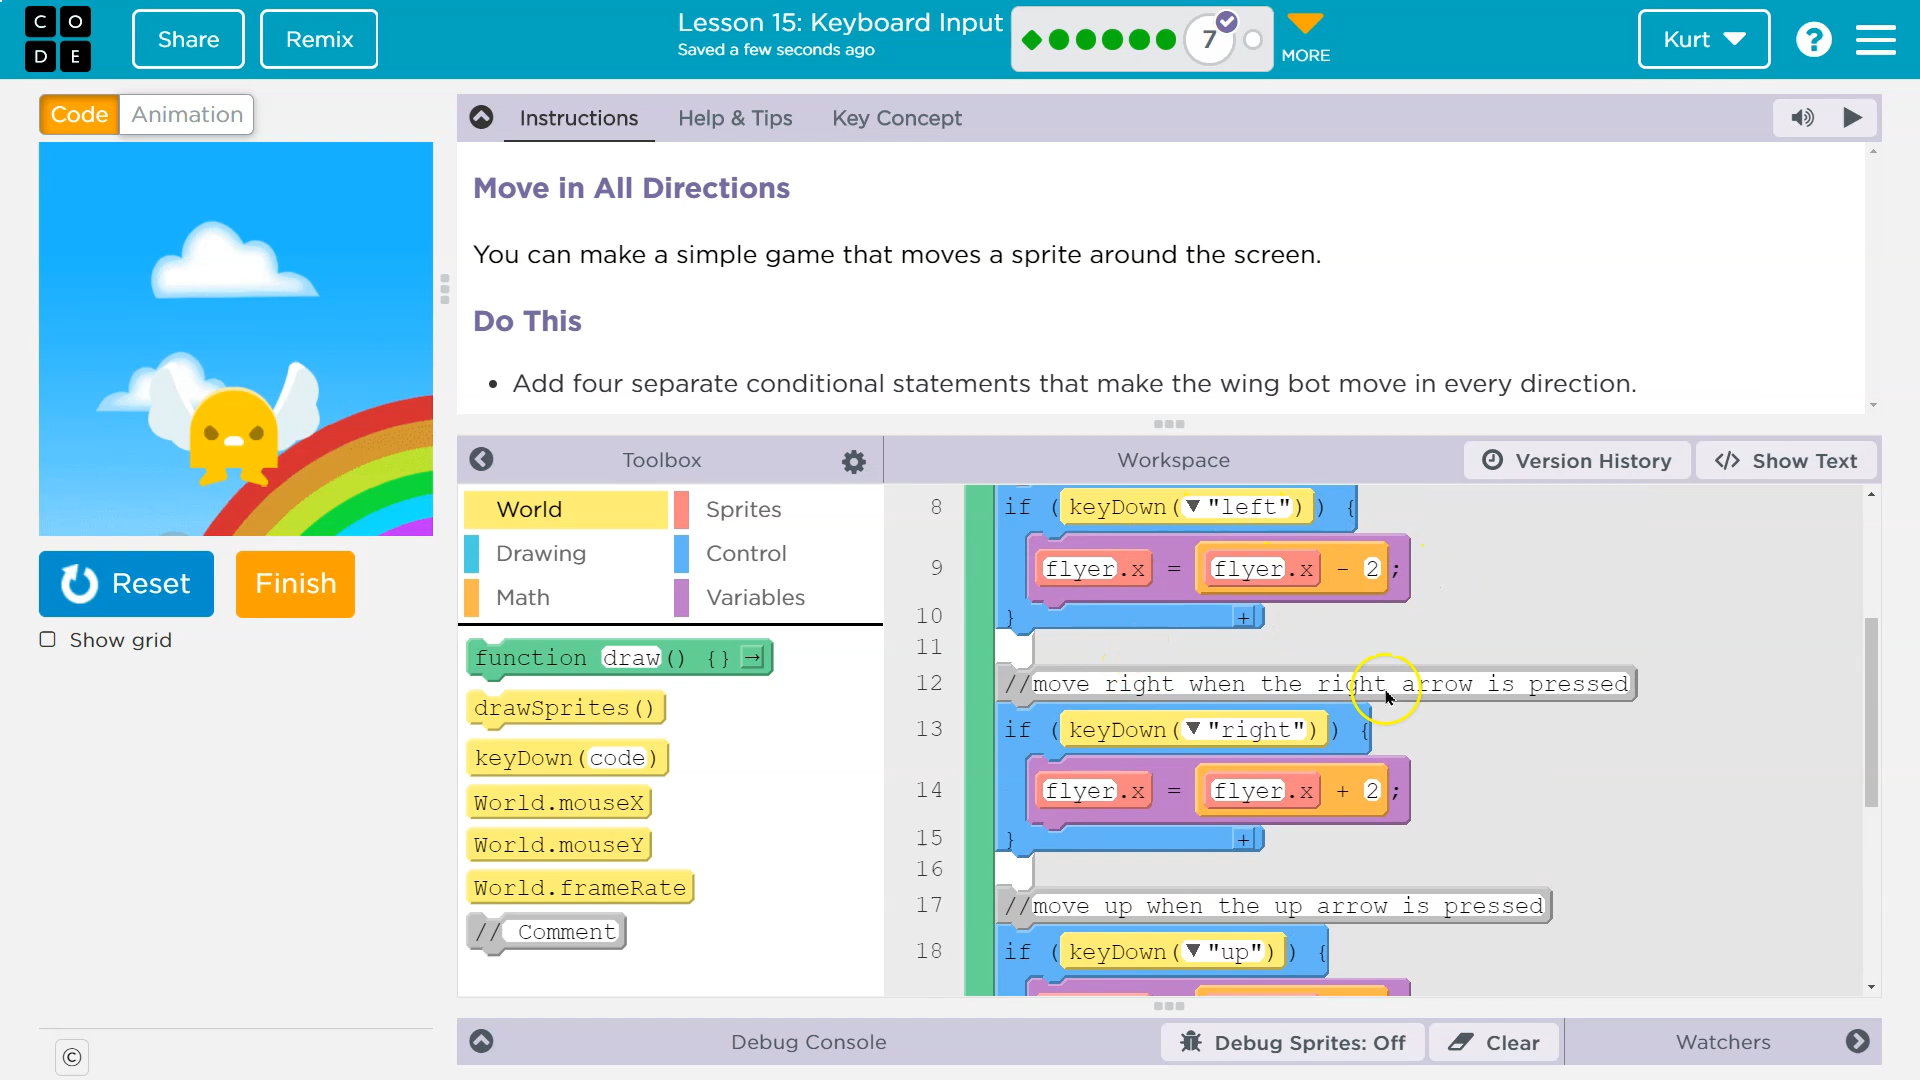 C O
D E
Share
Remix
Lesson 15: Keyboard Input
Saved a few seconds ago
7
MORE
Kurt
?
Code
Animation
Instructions
Help & Tips
Key Concept
Move in All Directions
You can make a simple game that moves a sprite around the screen.
Do This
• Add four separate conditional statements that make the wing bot move in every direction.
Reset
Finish
Show grid
©
Toolbox
Workspace
Version History
</> Show Text
World
Sprites
Drawing
Control
Math
Variables
function draw() {} →
drawSprites()
keyDown(code)
World.mouseX
World.mouseY
World.frameRate
// Comment
8 if (keyDown(▼"left")) {
9 flyer.x = flyer.x - 2;
10 } +
11
12 //move right when the right arrow is pressed
13 if (keyDown(▼"right")) {
14 flyer.x = flyer.x + 2;
15 } +
16
17 //move up when the up arrow is pressed
18 if (keyDown(▼"up")) {
Debug Console
Debug Sprites: Off
Clear
Watchers